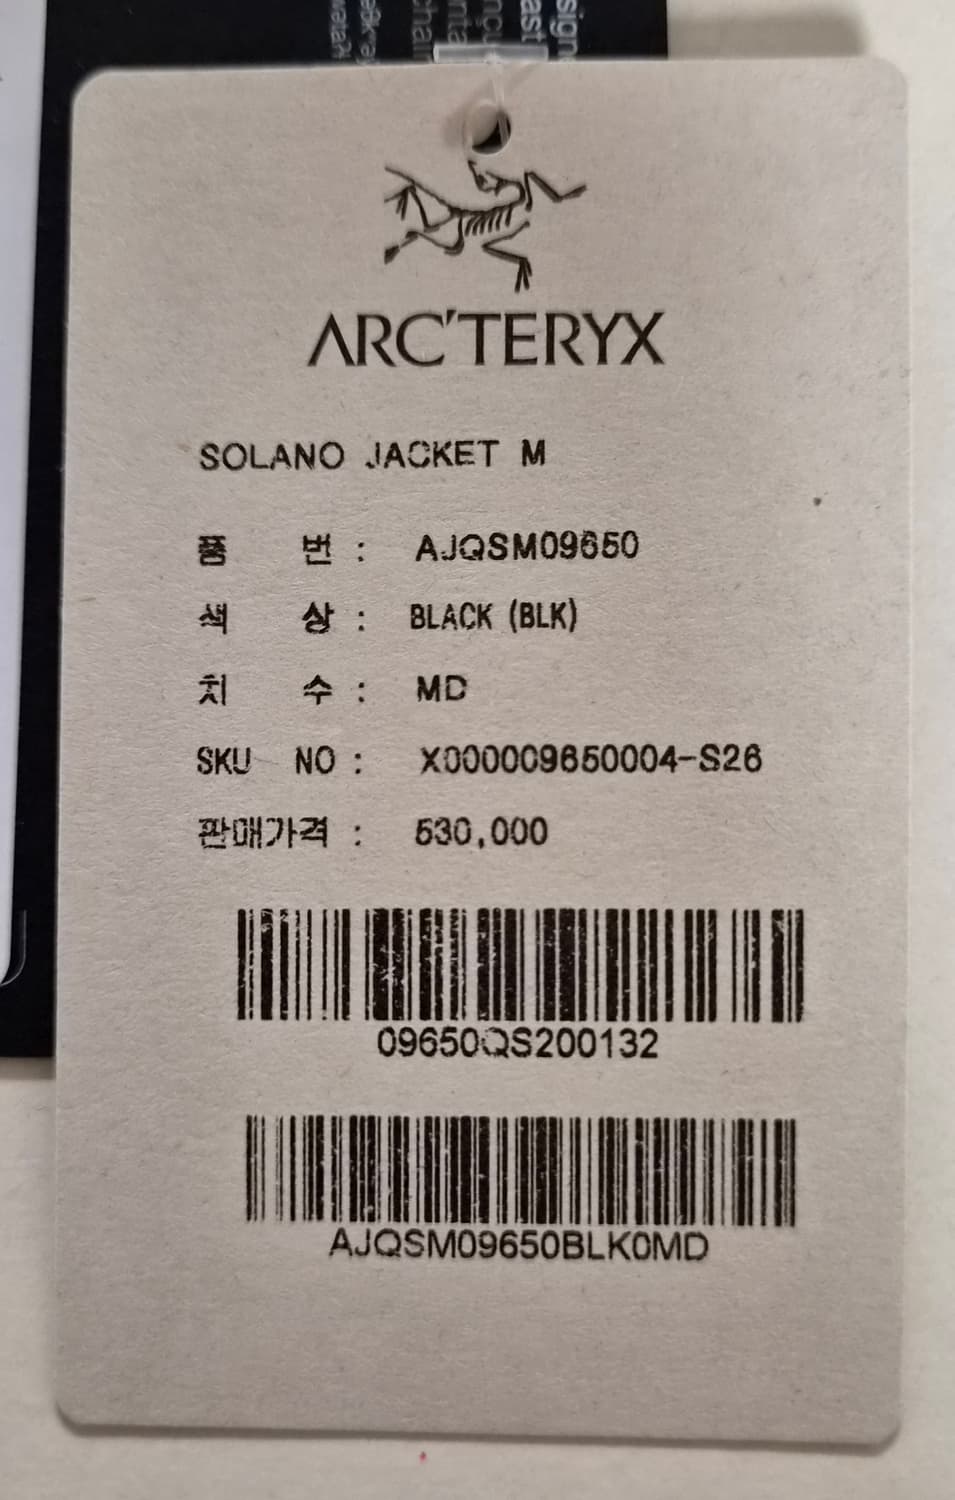 ARC'TERYX
SOLANO JACKET M
품 번 : AJQSM09650
색 상 : BLACK (BLK)
치 수 : MD
SKU NO : X000009650004-S26
판매가격 : 530,000
09650QS200132
AJQSM09650BLK0MD